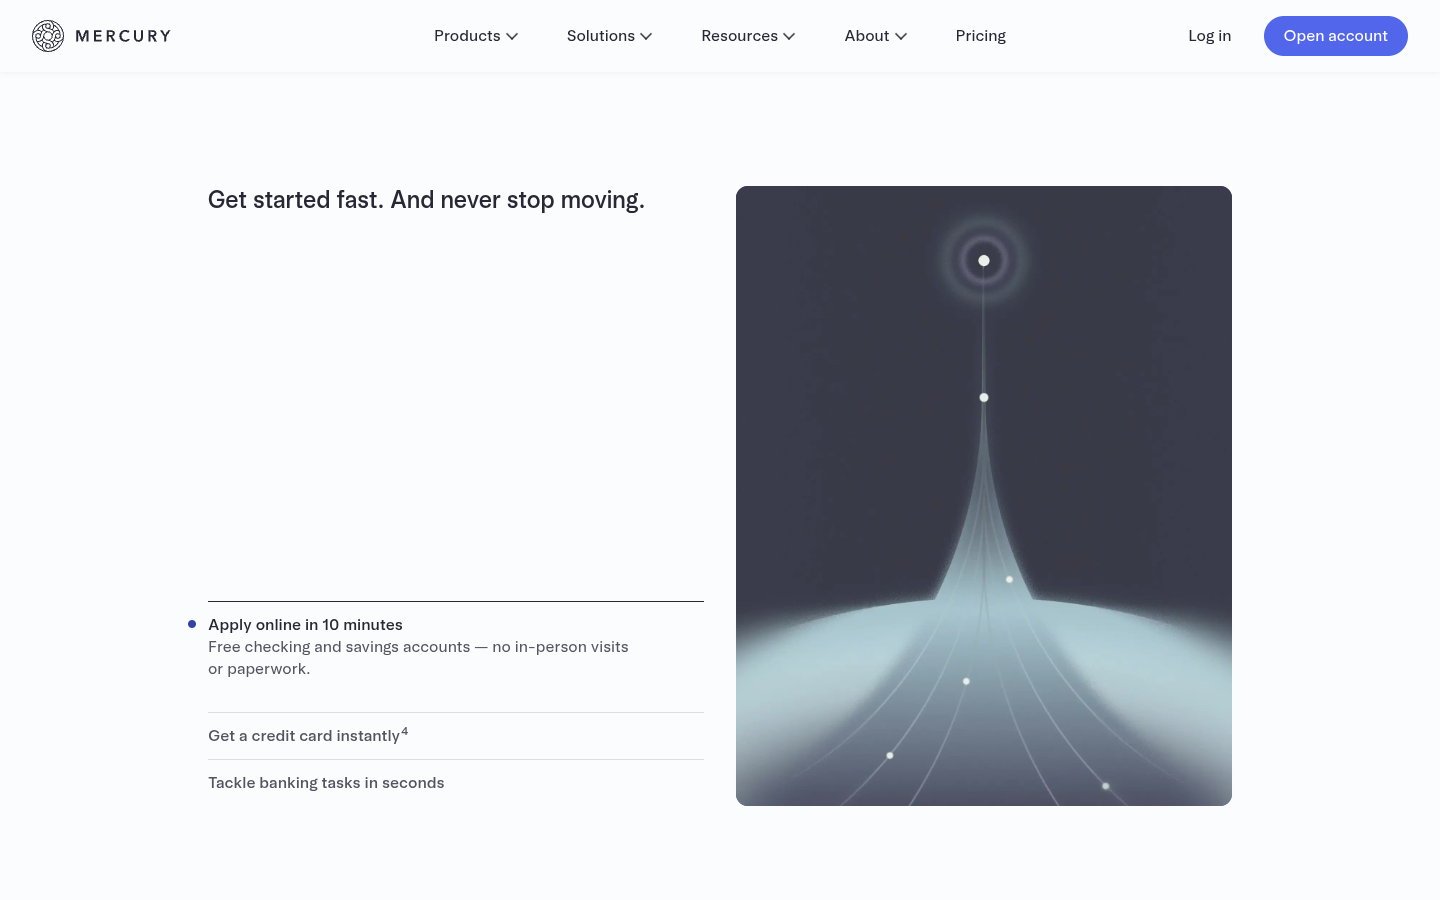 MERCURY
Products
Solutions
Resources
About
Pricing
Log in
Open account
Get started fast. And never stop moving.
Apply online in 10 minutes
Free checking and savings accounts — no in-person visits
or paperwork.
Get a credit card instantly⁴
Tackle banking tasks in seconds